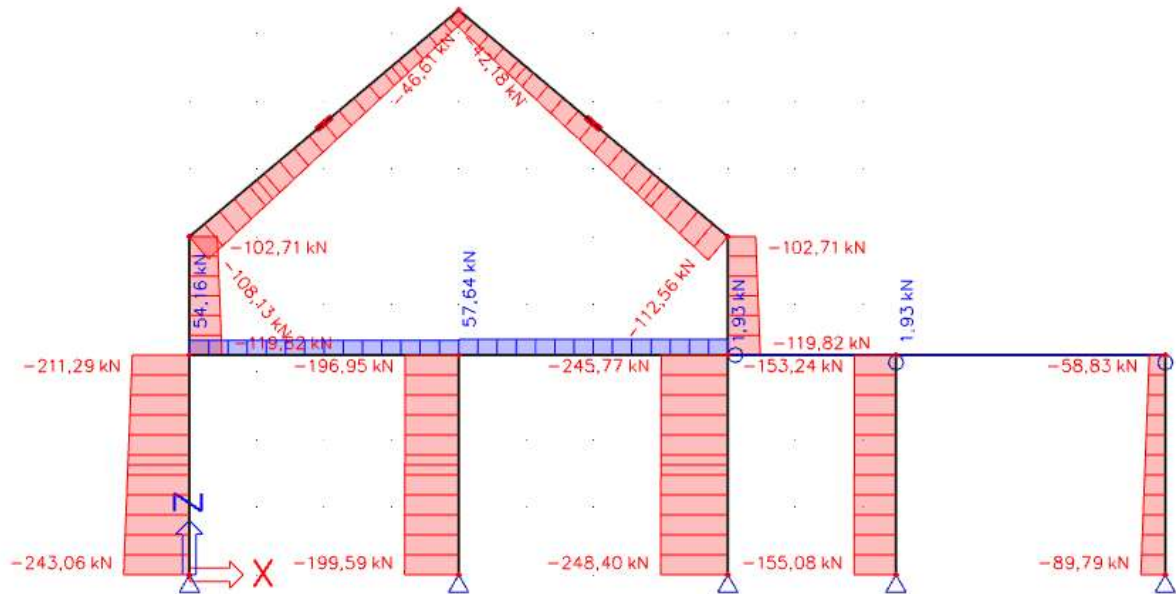 -46,61 kN
-42,18 kN
-102,71 kN
-102,71 kN
54,16 kN
-108,13 kN
57,64 kN
-112,56 kN
1,93 kN
1,93 kN
-119,82 kN
-119,82 kN
-211,29 kN
-196,95 kN
-245,77 kN
-153,24 kN
-58,83 kN
Z
X
-243,06 kN
-199,59 kN
-248,40 kN
-155,08 kN
-89,79 kN